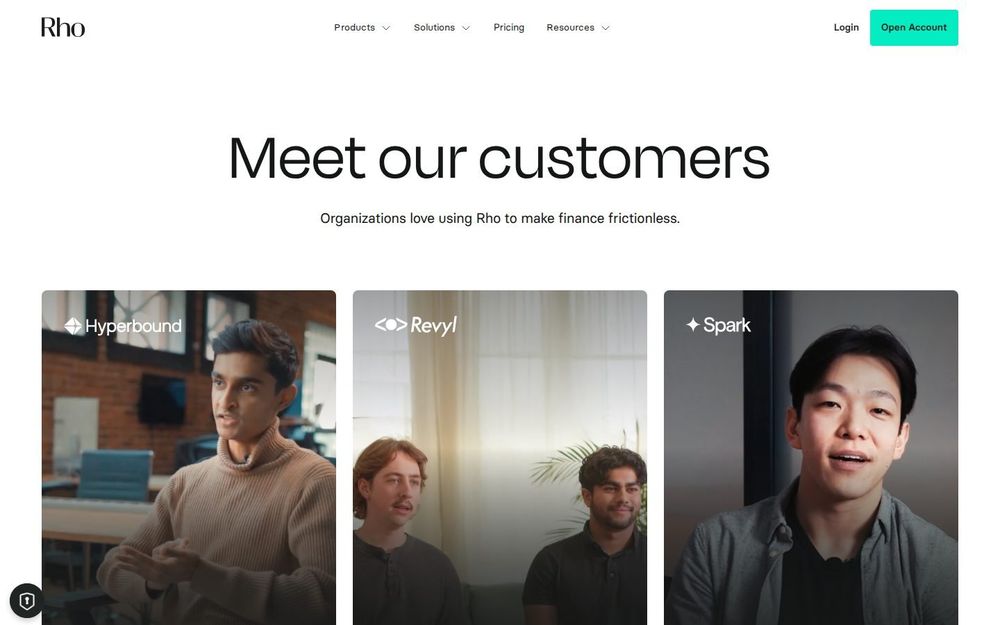 Rho
Products
Solutions
Pricing
Resources
Login
Open Account
Meet our customers
Organizations love using Rho to make finance frictionless.
Hyperbound
Revyl
Spark